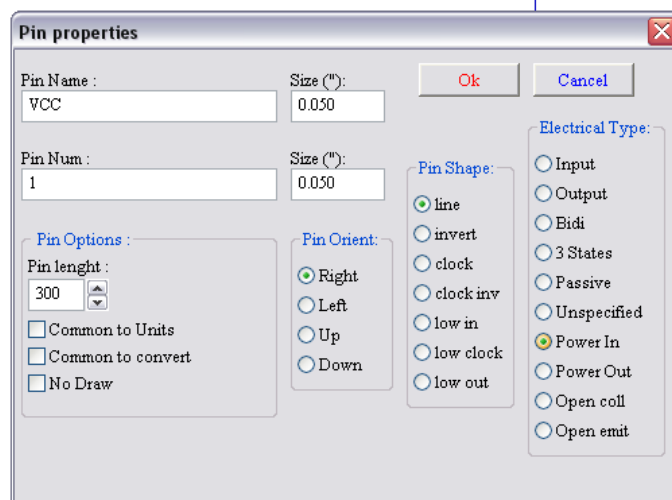 Pin properties
Pin Name :
VCC
Size ("):
0.050
Ok
Cancel
Pin Num :
1
Size ("):
0.050
Pin Options :
Pin lenght :
300
Common to Units
Common to convert
No Draw
Pin Orient:
Right
Left
Up
Down
Pin Shape:
line
invert
clock
clock inv
low in
low clock
low out
Electrical Type:
Input
Output
Bidi
3 States
Passive
Unspecified
Power In
Power Out
Open coll
Open emit